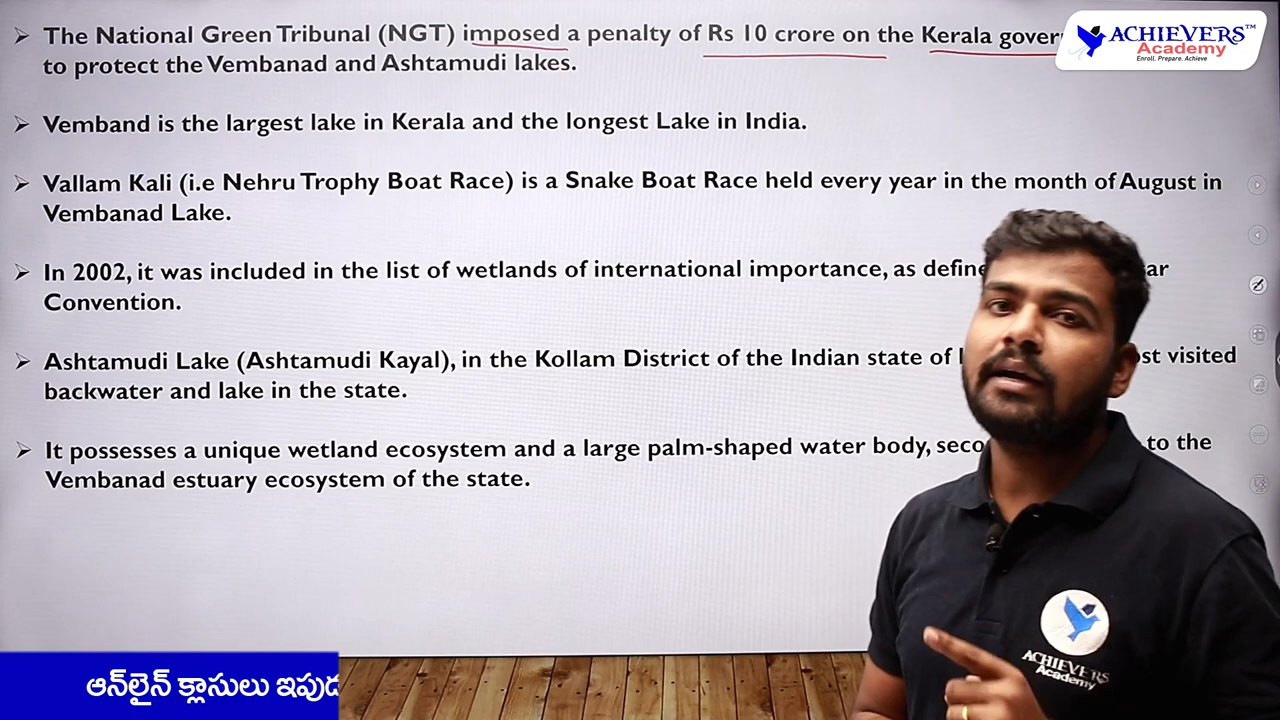 The National Green Tribunal (NGT) imposed a penalty of Rs 10 crore on the Kerala
to protect the Vembanad and Ashtamudi lakes.
Vemband is the largest lake in Kerala and the longest Lake in India.
Vallam Kali (i.e Nehru Trophy Boat Race) is a Snake Boat Race held every year in the month of August in
Vembanad Lake.
In 2002, it was included in the list of wetlands of international importance, as
Convention.
Ashtamudi Lake (Ashtamudi Kayal), in the Kollam District of the Indian state of visited
backwater and lake in the state.
It possesses a unique wetland ecosystem and a large palm-shaped water body, to the
Vembanad estuary ecosystem of the state.
ACHIEVERS™
Academy
Enroll. Prepare. Achieve
ACHIEVERS
Academy
ఆన్‌లైన్ క్లాసులు